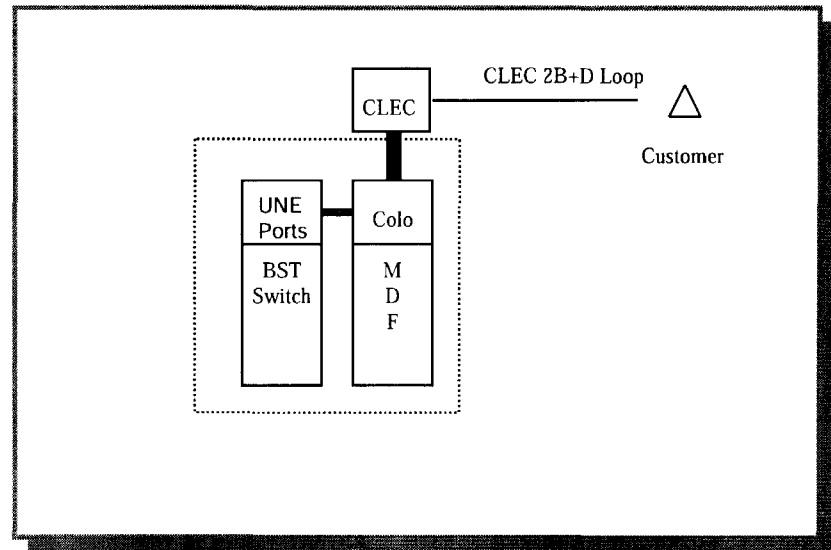 CLEC 2B+D Loop
CLEC
Customer
UNE
Ports
Colo
BST
Switch
M
D
F